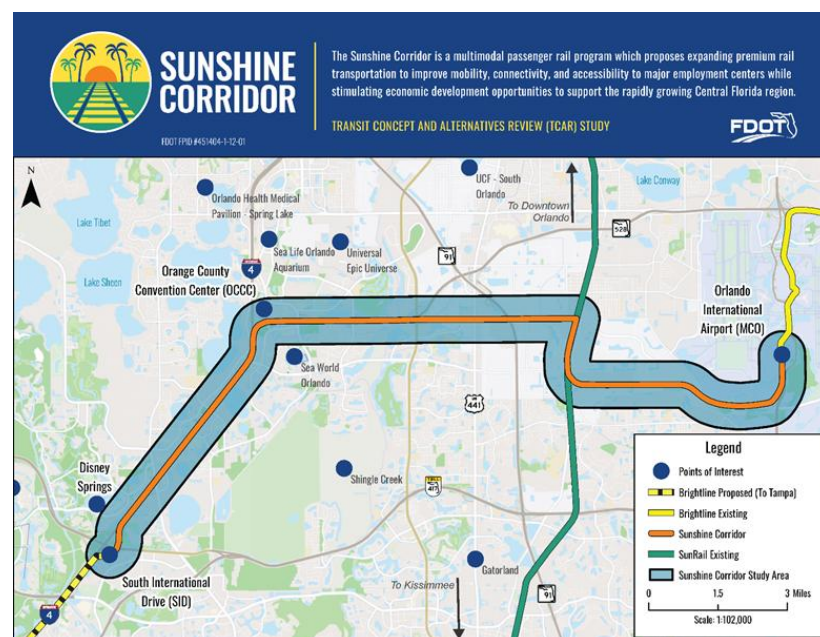 SUNSHINE
CORRIDOR
FDOT FPID #451404-1-12-01
The Sunshine Corridor is a multimodal passenger rail program which proposes expanding premium rail
transportation to improve mobility, connectivity, and accessibility to major employment centers while
stimulating economic development opportunities to support the rapidly growing Central Florida region.
TRANSIT CONCEPT AND ALTERNATIVES REVIEW (TCAR) STUDY
FDOT
N
Orlando Health Medical
Pavilion - Spring Lake
UCF - South
Orlando
Lake Conway
To Downtown
Orlando
Lake Tibet
528
Sea Life Orlando
Aquarium
Universal
Epic Universe
91
Orange County
Convention Center (OCCC)
4
Lake Sheen
Orlando
International
Airport (MCO)
Sea World
Orlando
441
Disney
Springs
Shingle Creek
TOLL
417
South International
Drive (SID)
Gatorland
To Kissimmee
91
4
Legend
Points of Interest
Brightline Proposed (To Tampa)
Brightline Existing
Sunshine Corridor
SunRail Existing
Sunshine Corridor Study Area
0 1.5 3 Miles
Scale: 1:102,000